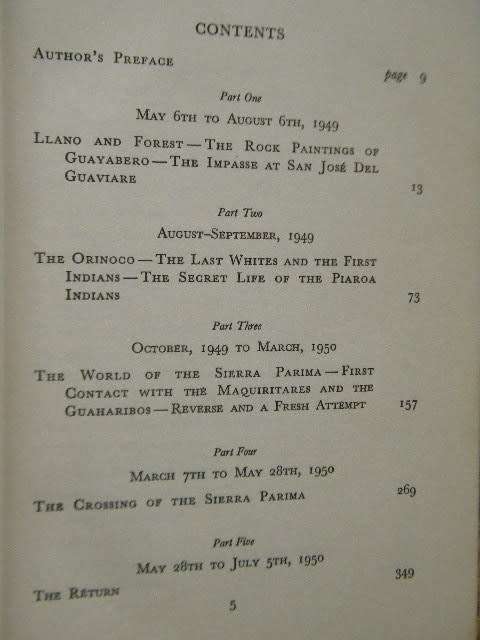 CONTENTS
AUTHOR'S PREFACE
page 9
Part One
MAY 6TH TO AUGUST 6TH, 1949
LLANO AND FOREST—THE ROCK PAINTINGS OF
GUAYABERO—THE IMPASSE AT SAN JOSÉ DEL
GUAVIARE
13
Part Two
AUGUST–SEPTEMBER, 1949
THE ORINOCO—THE LAST WHITES AND THE FIRST
INDIANS—THE SECRET LIFE OF THE PIAROA
INDIANS
73
Part Three
OCTOBER, 1949 TO MARCH, 1950
THE WORLD OF THE SIERRA PARIMA—FIRST
CONTACT WITH THE MAQUIRITARES AND THE
GUAHARIBOS—REVERSE AND A FRESH ATTEMPT 157
Part Four
MARCH 7TH TO MAY 28TH, 1950
THE CROSSING OF THE SIERRA PARIMA 269
Part Five
MAY 28TH TO JULY 5TH, 1950
349
THE RETURN
5